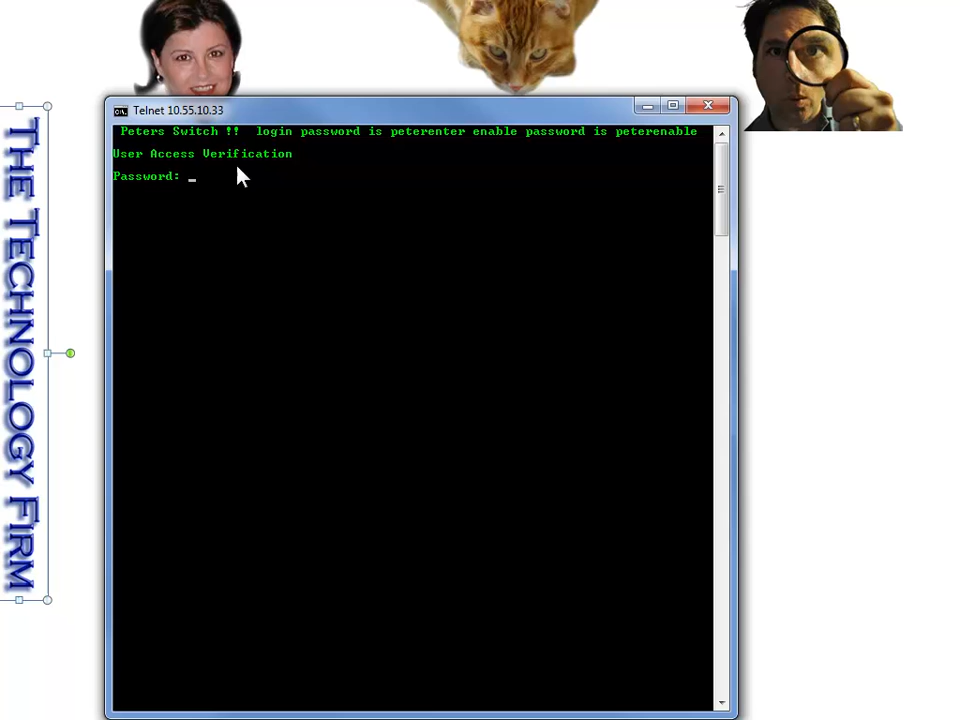 THE TECHNOLOGY FIRM
Telnet 10.55.10.33
Peters Switch !!  login password is peterenter enable password is peterenable
User Access Verification
Password: _